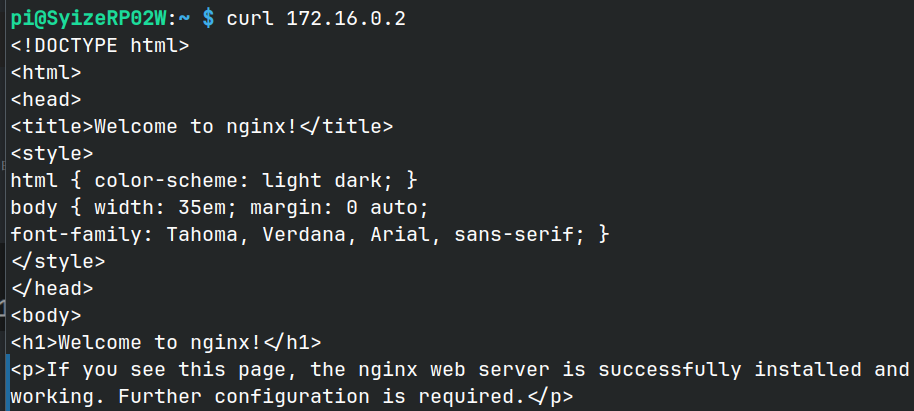 pi@SyizeRP02W:~ $ curl 172.16.0.2
<!DOCTYPE html>
<html>
<head>
<title>Welcome to nginx!</title>
<style>
html { color-scheme: light dark; }
body { width: 35em; margin: 0 auto;
font-family: Tahoma, Verdana, Arial, sans-serif; }
</style>
</head>
<body>
<h1>Welcome to nginx!</h1>
<p>If you see this page, the nginx web server is successfully installed and
working. Further configuration is required.</p>